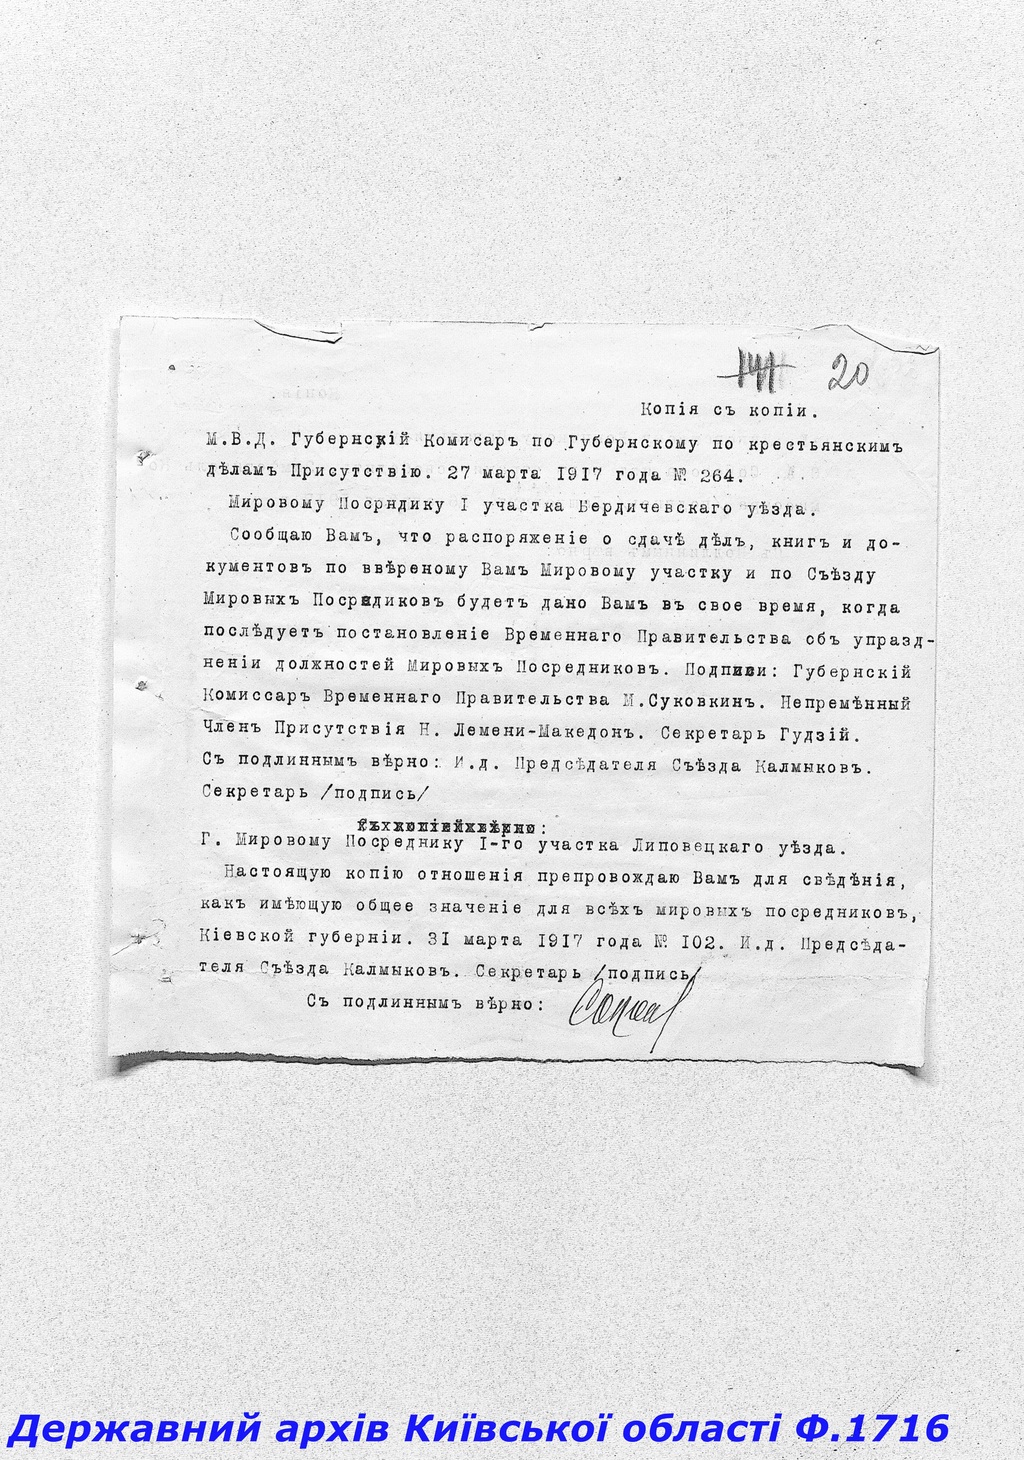 20
Копія съ копіи.
М.В.Д. Губернскій Комисаръ по Губернскому по крестьянскимъ
дѣламъ Присутствію. 27 марта 1917 года № 264.
Мировому Посрядику I участка Бердичевскаго уѣзда.
Сообщаю Вамъ, что распоряженіе о сдачѣ дѣлъ, книгъ и до-
кументовъ по ввѣреному Вамъ Мировому участку и по Съѣзду
Мировыхъ Посредиковъ будетъ дано Вамъ въ свое время, когда
послѣдуетъ постановленіе Временнаго Правительства объ упразд-
неніи должностей Мировыхъ Посредниковъ. Подписи: Губернскій
Комиссаръ Временнаго Правительства М.Суковкин. Непремѣнный
Членъ Присутствія Н. Лемени-Македонъ. Секретарь Гудзій.
Съ подлиннымъ вѣрно: И.д. Предсѣдателя Съѣзда Калмыковъ.
Секретарь /подпись/
Г. Мировому Посреднику I-го участка Липовецкаго уѣзда.
Настоящую копію отношенія препровождаю Вамъ для свѣдѣнія,
какъ имѣющую общее значеніе для всѣхъ мировыхъ посредниковъ,
Кіевской губерніи. 31 марта 1917 года № 102. И.д. Предсѣда-
теля Съѣзда Калмыковъ. Секретарь /подпись/
Съ подлиннымъ вѣрно:
Державний архів Київської області Ф.1716